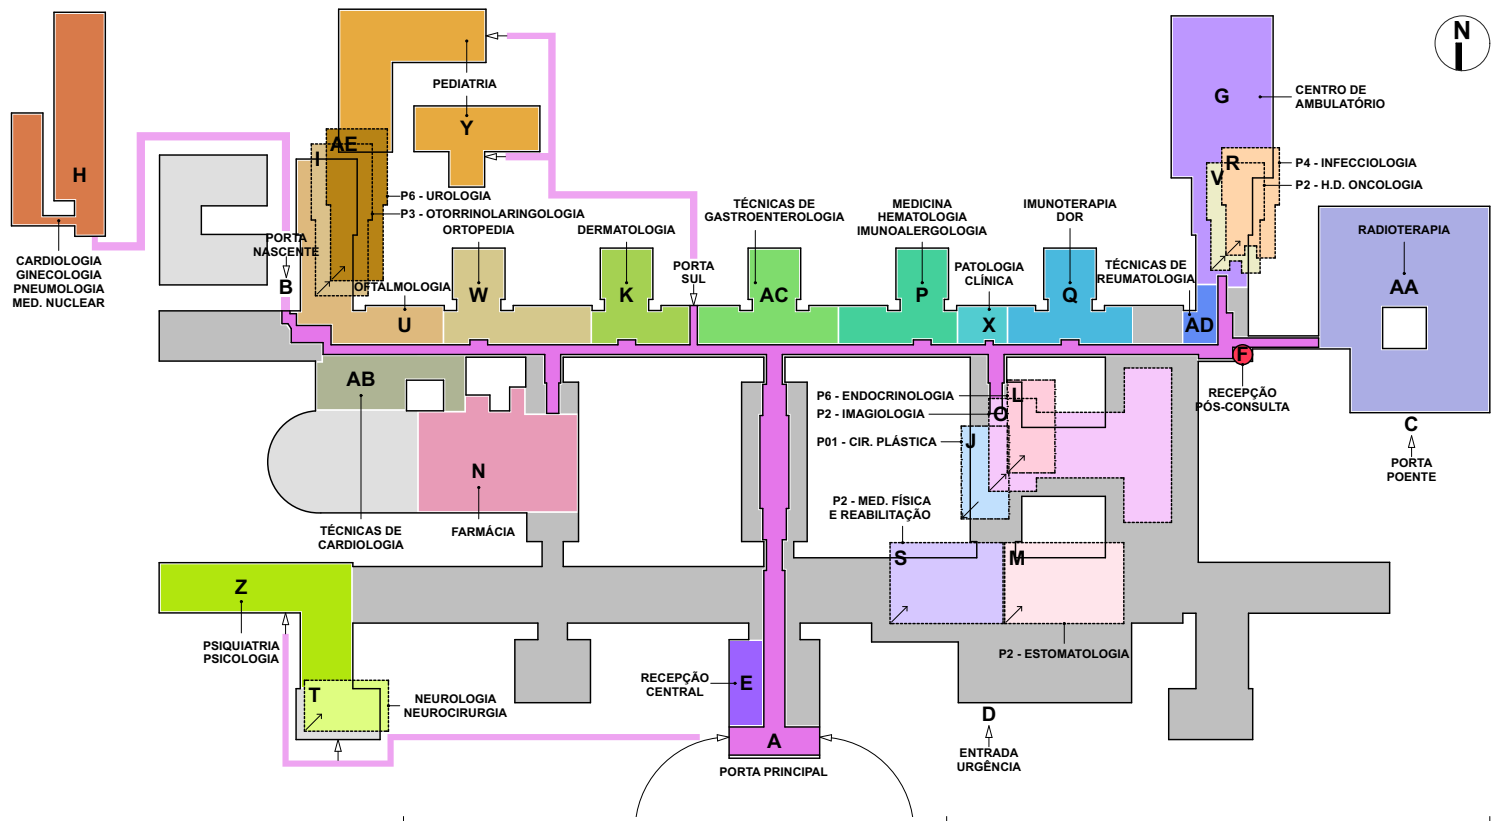 N
G
CENTRO DE
AMBULATÓRIO
PEDIATRIA
Y
AE
I
H
R
V
P4 - INFECCIOLOGIA
P2 - H.D. ONCOLOGIA
P6 - UROLOGIA
P3 - OTORRINOLARINGOLOGIA
ORTOPEDIA
DERMATOLOGIA
TÉCNICAS DE
GASTROENTEROLOGIA
MEDICINA
HEMATOLOGIA
IMUNOALERGOLOGIA
IMUNOTERAPIA
DOR
RADIOTERAPIA
PORTA
NASCENTE
CARDIOLOGIA
GINECOLOGIA
PNEUMOLOGIA
MED. NUCLEAR
PORTA
SUL
PATOLOGIA
CLÍNICA
TÉCNICAS DE
REUMATOLOGIA
B
OFTALMOLOGIA
W
K
AC
P
Q
AA
U
X
AD
F
AB
RECEPÇÃO
PÓS-CONSULTA
P6 - ENDOCRINOLOGIA
P2 - IMAGIOLOGIA
P01 - CIR. PLÁSTICA
L
O
J
C
PORTA
POENTE
N
P2 - MED. FÍSICA
E REABILITAÇÃO
TÉCNICAS DE
CARDIOLOGIA
FARMÁCIA
S
M
Z
PSIQUIATRIA
PSICOLOGIA
P2 - ESTOMATOLOGIA
RECEPÇÃO
CENTRAL
E
T
NEUROLOGIA
NEUROCIRURGIA
D
ENTRADA
URGÊNCIA
A
PORTA PRINCIPAL